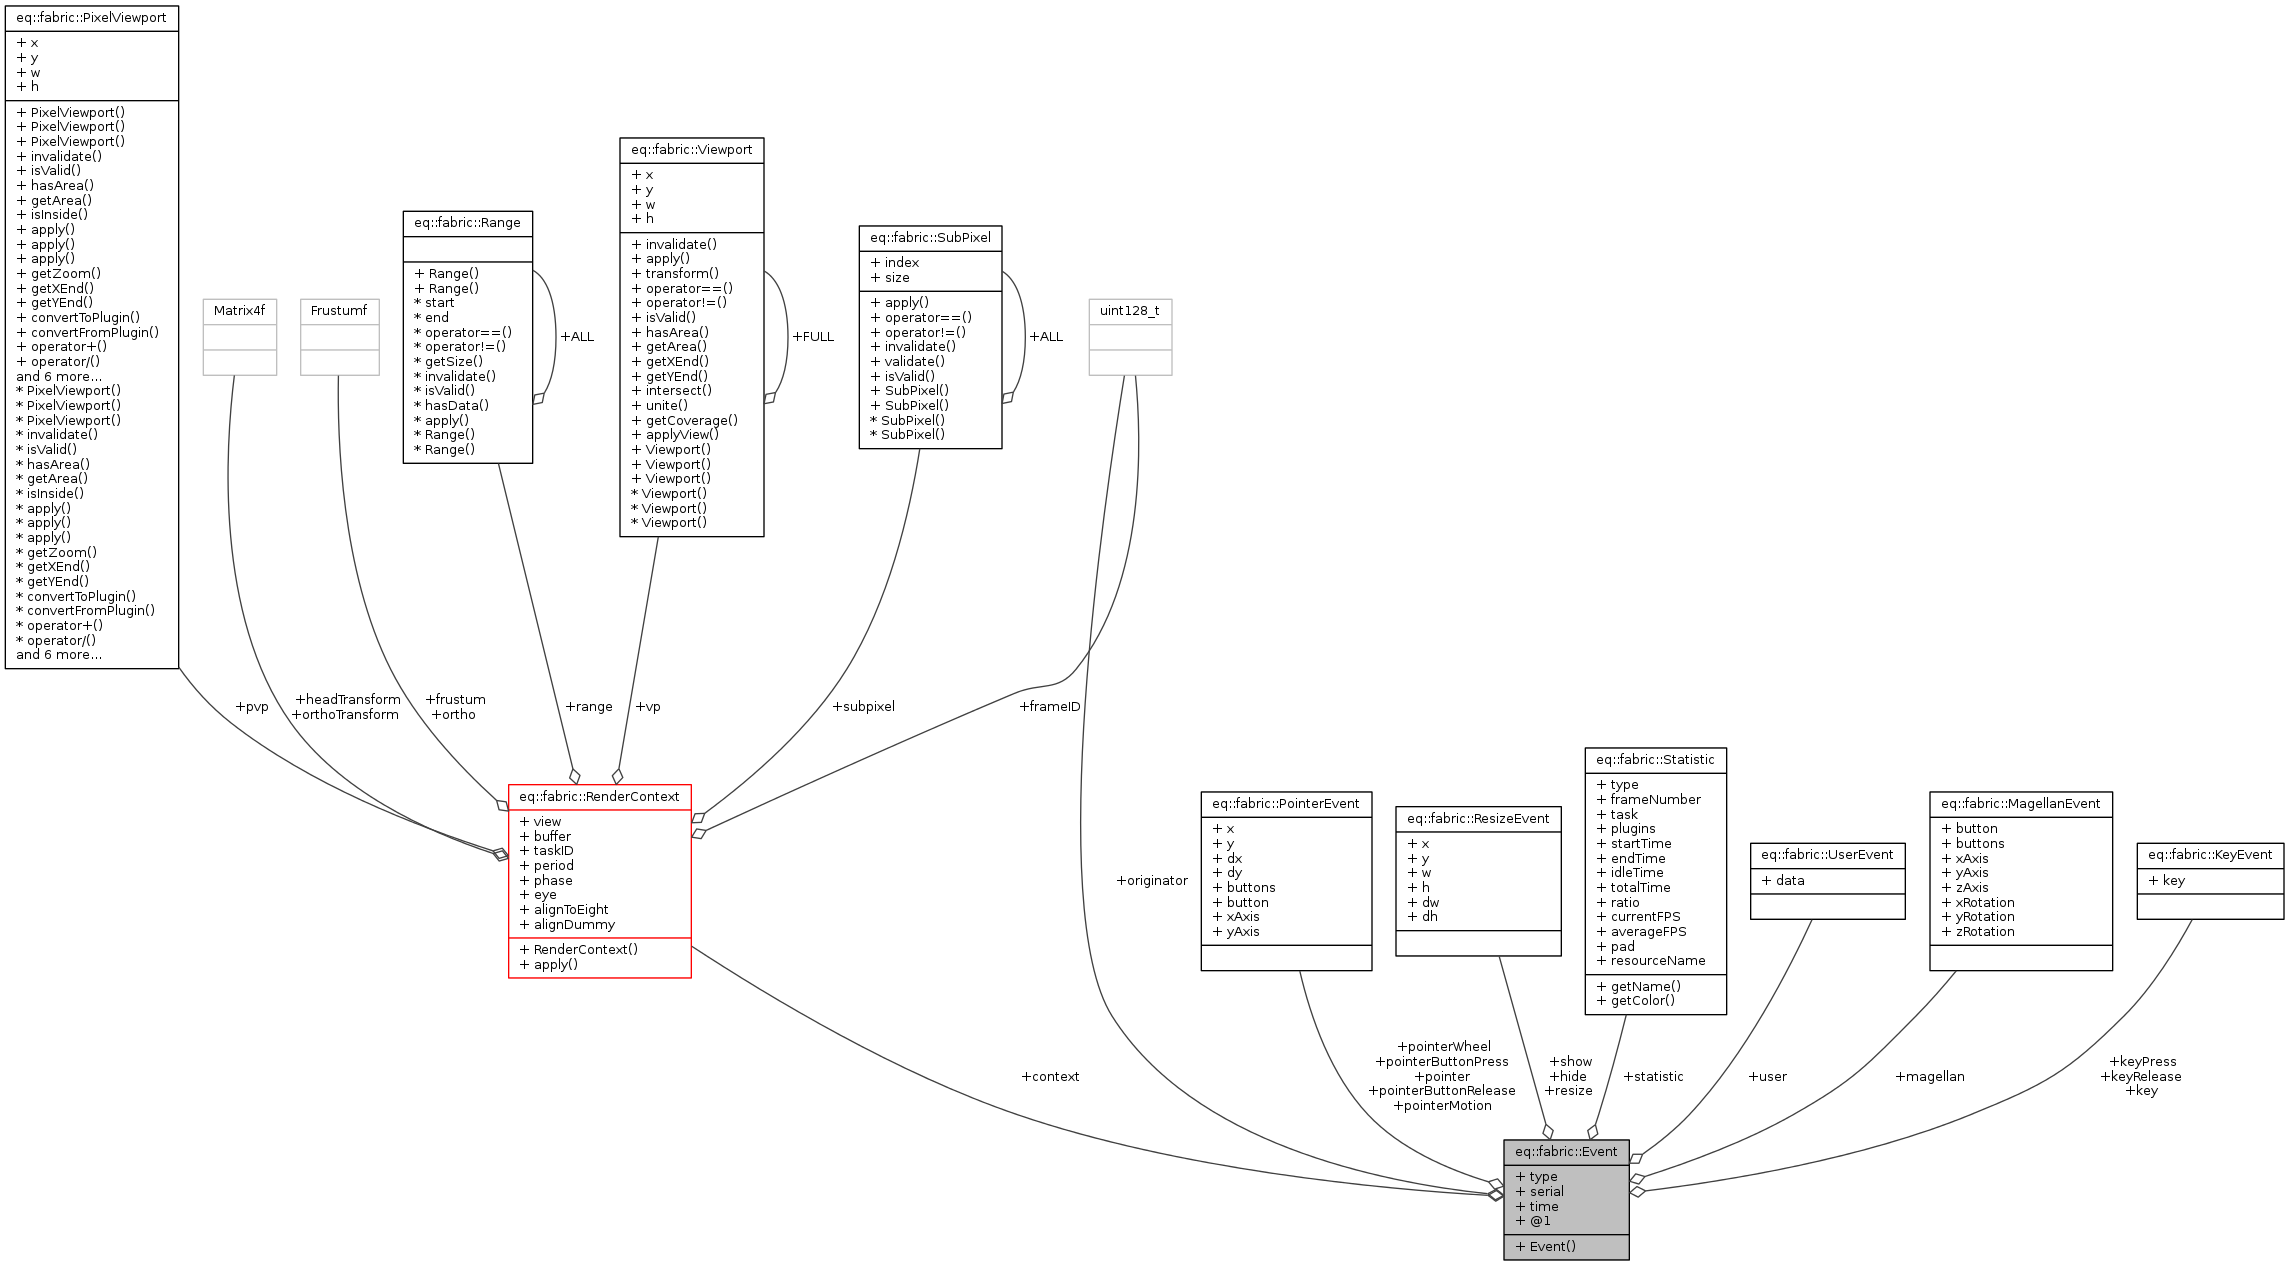 eq::fabric::PixelViewport
+ x
+ y
+ w
+ h
+ PixelViewport()
+ PixelViewport()
+ PixelViewport()
+ invalidate()
+ isValid()
+ hasArea()
+ getArea()
+ isInside()
+ apply()
+ apply()
+ apply()
+ getZoom()
+ getXEnd()
+ getYEnd()
+ convertToPlugin()
+ convertFromPlugin()
+ operator+()
+ operator/()
and 6 more...
* PixelViewport()
* PixelViewport()
* PixelViewport()
* invalidate()
* isValid()
* hasArea()
* getArea()
* isInside()
* apply()
* apply()
* apply()
* getZoom()
* getXEnd()
* getYEnd()
* convertToPlugin()
* convertFromPlugin()
* operator+()
* operator/()
and 6 more...
Matrix4f
Frustumf
eq::fabric::Range
+ Range()
+ Range()
* start
* end
* operator==()
* operator!=()
* getSize()
* invalidate()
* isValid()
* hasData()
* apply()
* Range()
* Range()
+ALL
eq::fabric::Viewport
+ x
+ y
+ w
+ h
+ invalidate()
+ apply()
+ transform()
+ operator==()
+ operator!=()
+ isValid()
+ hasArea()
+ getArea()
+ getXEnd()
+ getYEnd()
+ intersect()
+ unite()
+ getCoverage()
+ applyView()
+ Viewport()
+ Viewport()
+ Viewport()
* Viewport()
* Viewport()
* Viewport()
+FULL
eq::fabric::SubPixel
+ index
+ size
+ apply()
+ operator==()
+ operator!=()
+ invalidate()
+ validate()
+ isValid()
+ SubPixel()
+ SubPixel()
* SubPixel()
* SubPixel()
+ALL
uint128_t
+pvp
+headTransform
+orthoTransform
+frustum
+ortho
+range
+vp
+subpixel
+frameID
eq::fabric::RenderContext
+ view
+ buffer
+ taskID
+ period
+ phase
+ eye
+ alignToEight
+ alignDummy
+ RenderContext()
+ apply()
+originator
eq::fabric::PointerEvent
+ x
+ y
+ dx
+ dy
+ buttons
+ button
+ xAxis
+ yAxis
eq::fabric::ResizeEvent
+ x
+ y
+ w
+ h
+ dw
+ dh
eq::fabric::Statistic
+ type
+ frameNumber
+ task
+ plugins
+ startTime
+ endTime
+ idleTime
+ totalTime
+ ratio
+ currentFPS
+ averageFPS
+ pad
+ resourceName
+ getName()
+ getColor()
eq::fabric::UserEvent
+ data
eq::fabric::MagellanEvent
+ button
+ buttons
+ xAxis
+ yAxis
+ zAxis
+ xRotation
+ yRotation
+ zRotation
eq::fabric::KeyEvent
+ key
+context
+pointerWheel
+pointerButtonPress
+pointer
+pointerButtonRelease
+pointerMotion
+show
+hide
+resize
+statistic
+user
+magellan
+keyPress
+keyRelease
+key
eq::fabric::Event
+ type
+ serial
+ time
+ @1
+ Event()